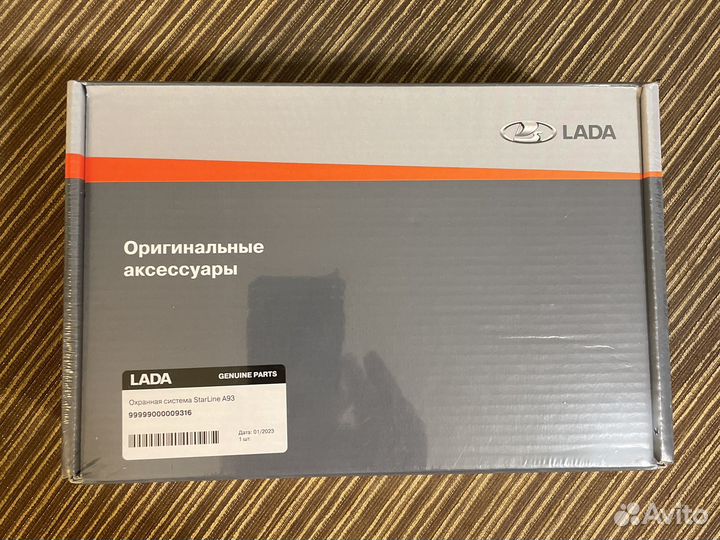 LADA
Оригинальные
аксессуары
LADA GENUINE PARTS
Охранная система StarLine A93
99999000009316
Дата: 01/2023
1 шт.
Avito